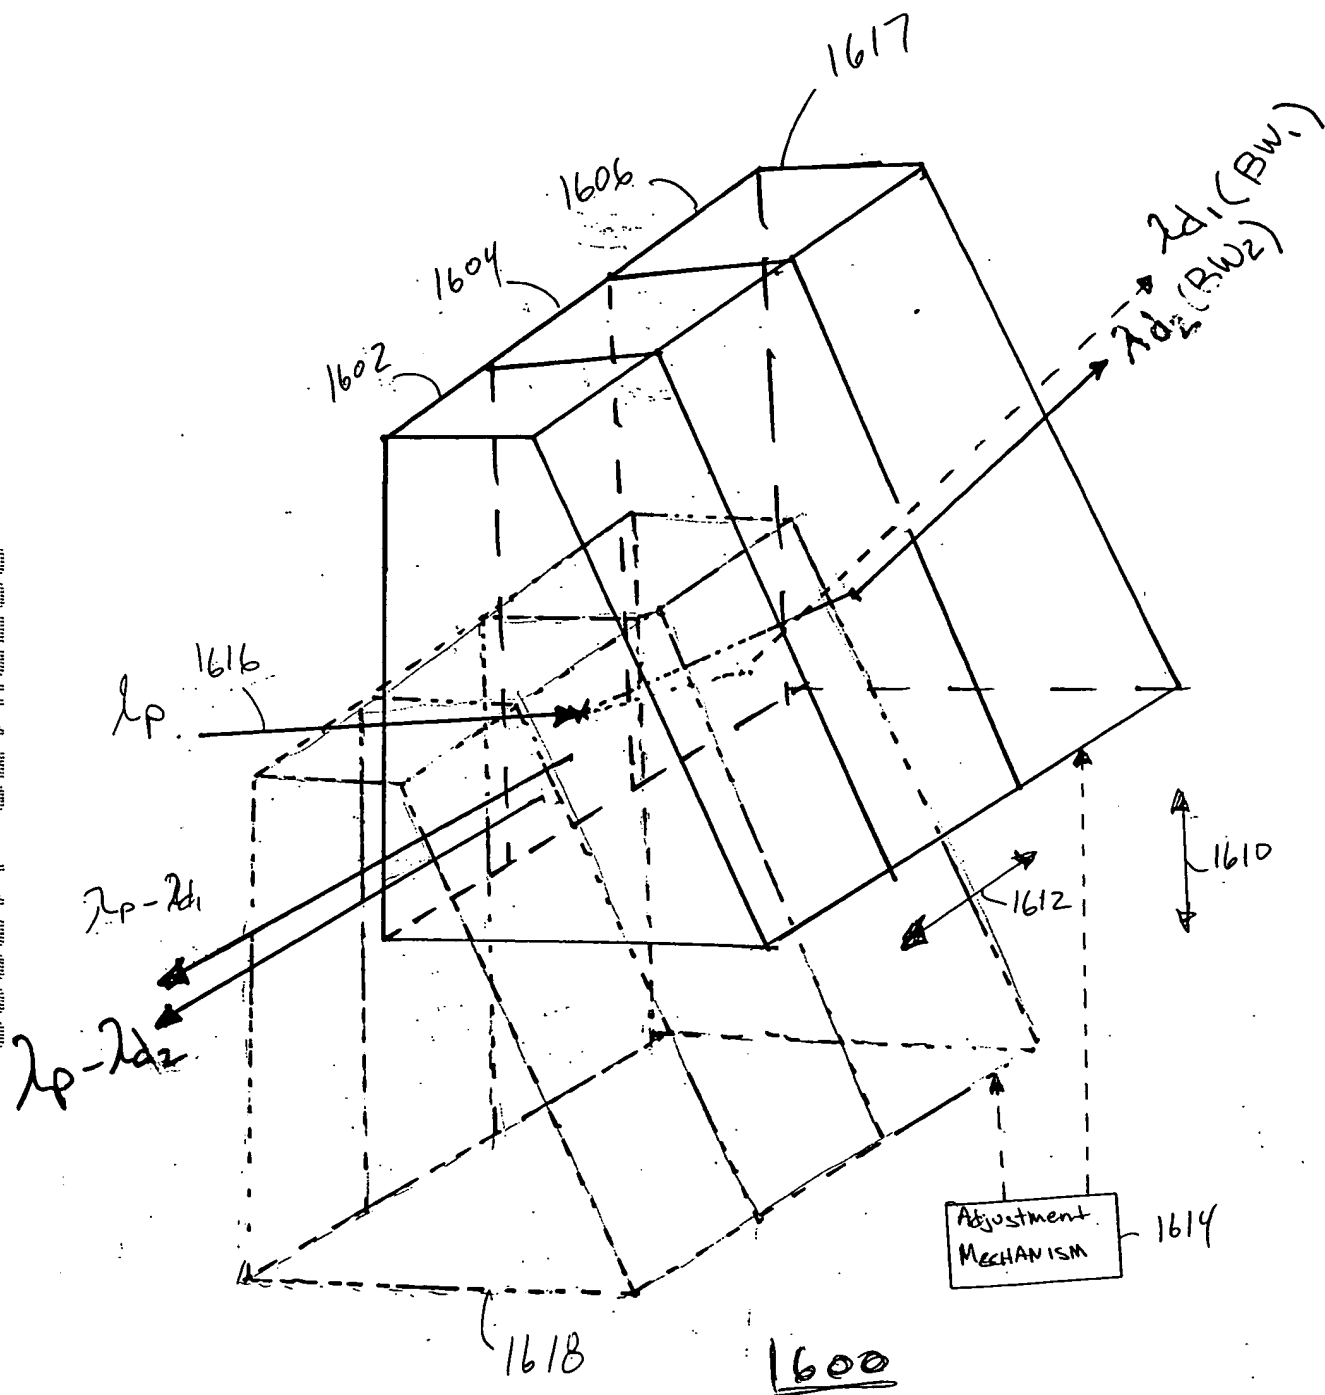 1617
1606
λd₁(BW₁)
λd₂(BW2)
1604
1602
1616
λp
1610
λp-λd₁
1612
λp-λd₂
Adjustment
MECHANISM
1614
1618
1600